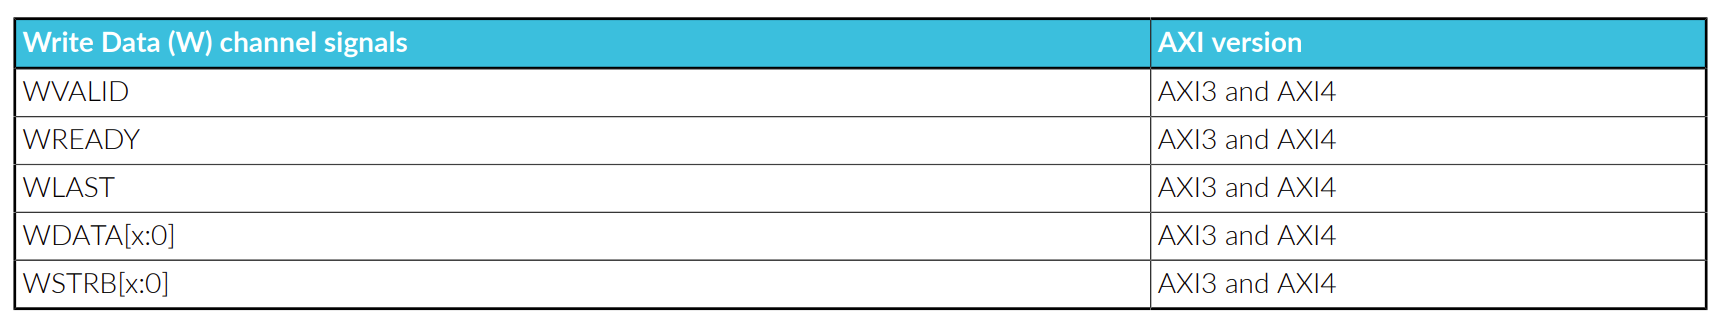 Write Data (W) channel signals AXI version
WVALID AXI3 and AXI4
WREADY AXI3 and AXI4
WLAST AXI3 and AXI4
WDATA[x:0] AXI3 and AXI4
WSTRB[x:0] AXI3 and AXI4